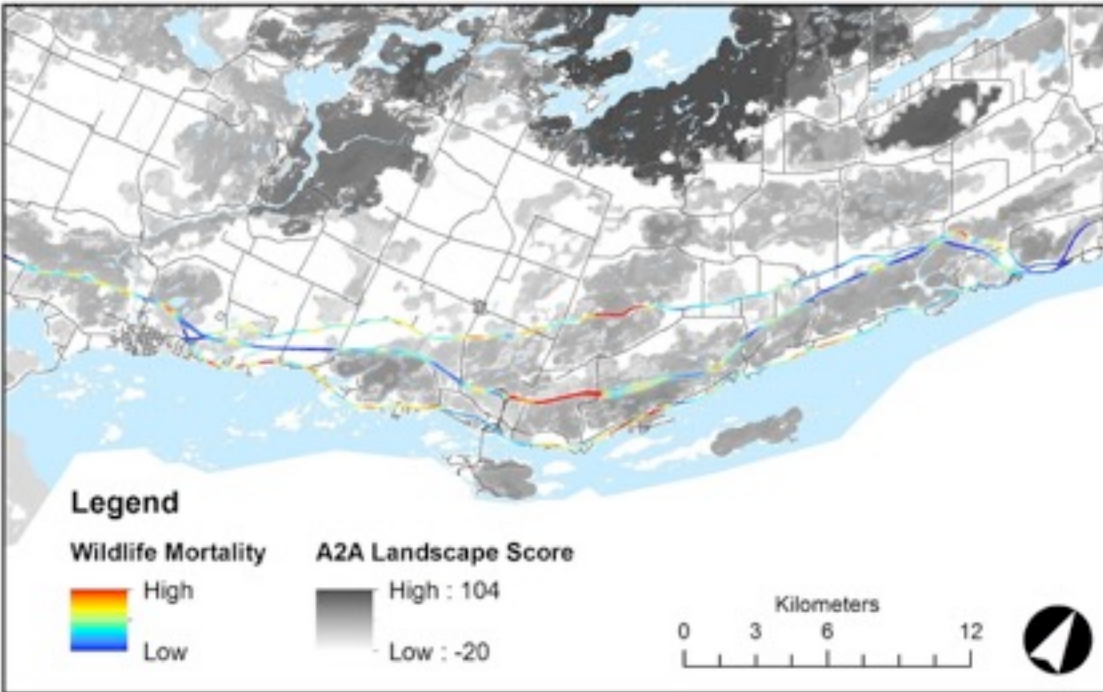 Legend
Wildlife Mortality
High
Low
A2A Landscape Score
High : 104
Low : -20
Kilometers
0 3 6 12